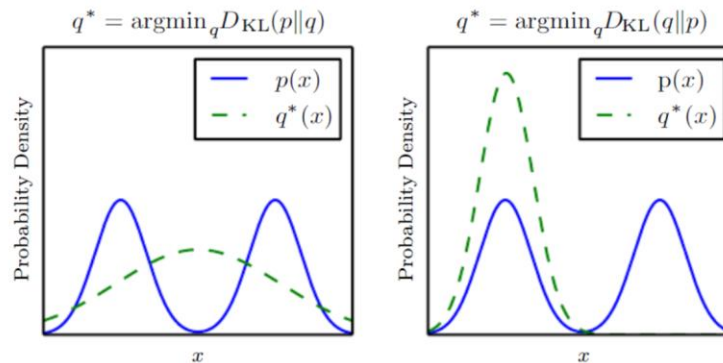 q* = argmin_q D_KL(p‖q)
p(x)
q*(x)
Probability Density
x
q* = argmin_q D_KL(q‖p)
p(x)
q*(x)
Probability Density
x